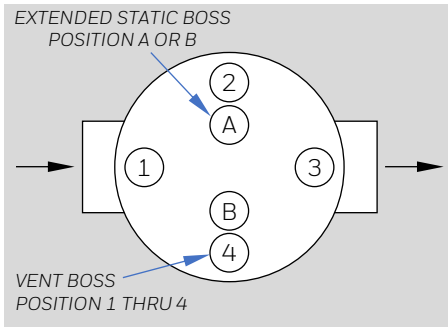 EXTENDED STATIC BOSS
POSITION A OR B
2
A
1
3
B
4
VENT BOSS
POSITION 1 THRU 4